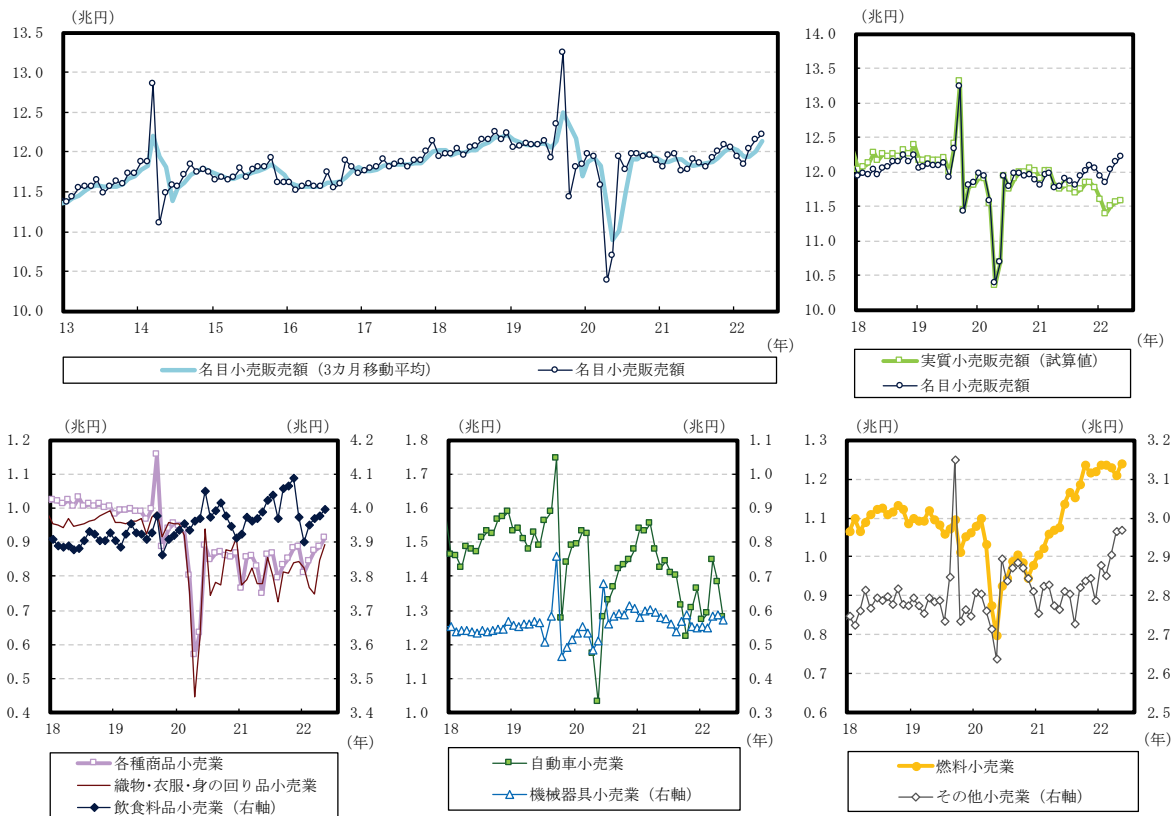 （兆円）
13.5
13.0
12.5
12.0
11.5
11.0
10.5
10.0
13 14 15 16 17 18 19 20 21 22
（年）
名目小売販売額（3カ月移動平均） 名目小売販売額
（兆円）
14.0
13.5
13.0
12.5
12.0
11.5
11.0
10.5
10.0
18 19 20 21 22
（年）
実質小売販売額（試算値）
名目小売販売額
（兆円） （兆円）
1.2 4.2
1.1 4.1
1.0 4.0
0.9 3.9
0.8 3.8
0.7 3.7
0.6 3.6
0.5 3.5
0.4 3.4
18 19 20 21 22
（年）
各種商品小売業
織物・衣服・身の回り品小売業
飲食料品小売業（右軸）
（兆円） （兆円）
1.8 1.1
1.7 1.0
1.6 0.9
1.5 0.8
1.4 0.7
1.3 0.6
1.2 0.5
1.1 0.4
1.0 0.3
18 19 20 21 22
（年）
自動車小売業
機械器具小売業（右軸）
（兆円） （兆円）
1.3 3.2
1.2 3.1
1.1 3.0
1.0 2.9
0.9 2.8
0.8 2.7
0.7 2.6
0.6 2.5
18 19 20 21 22
（年）
燃料小売業
その他小売業（右軸）